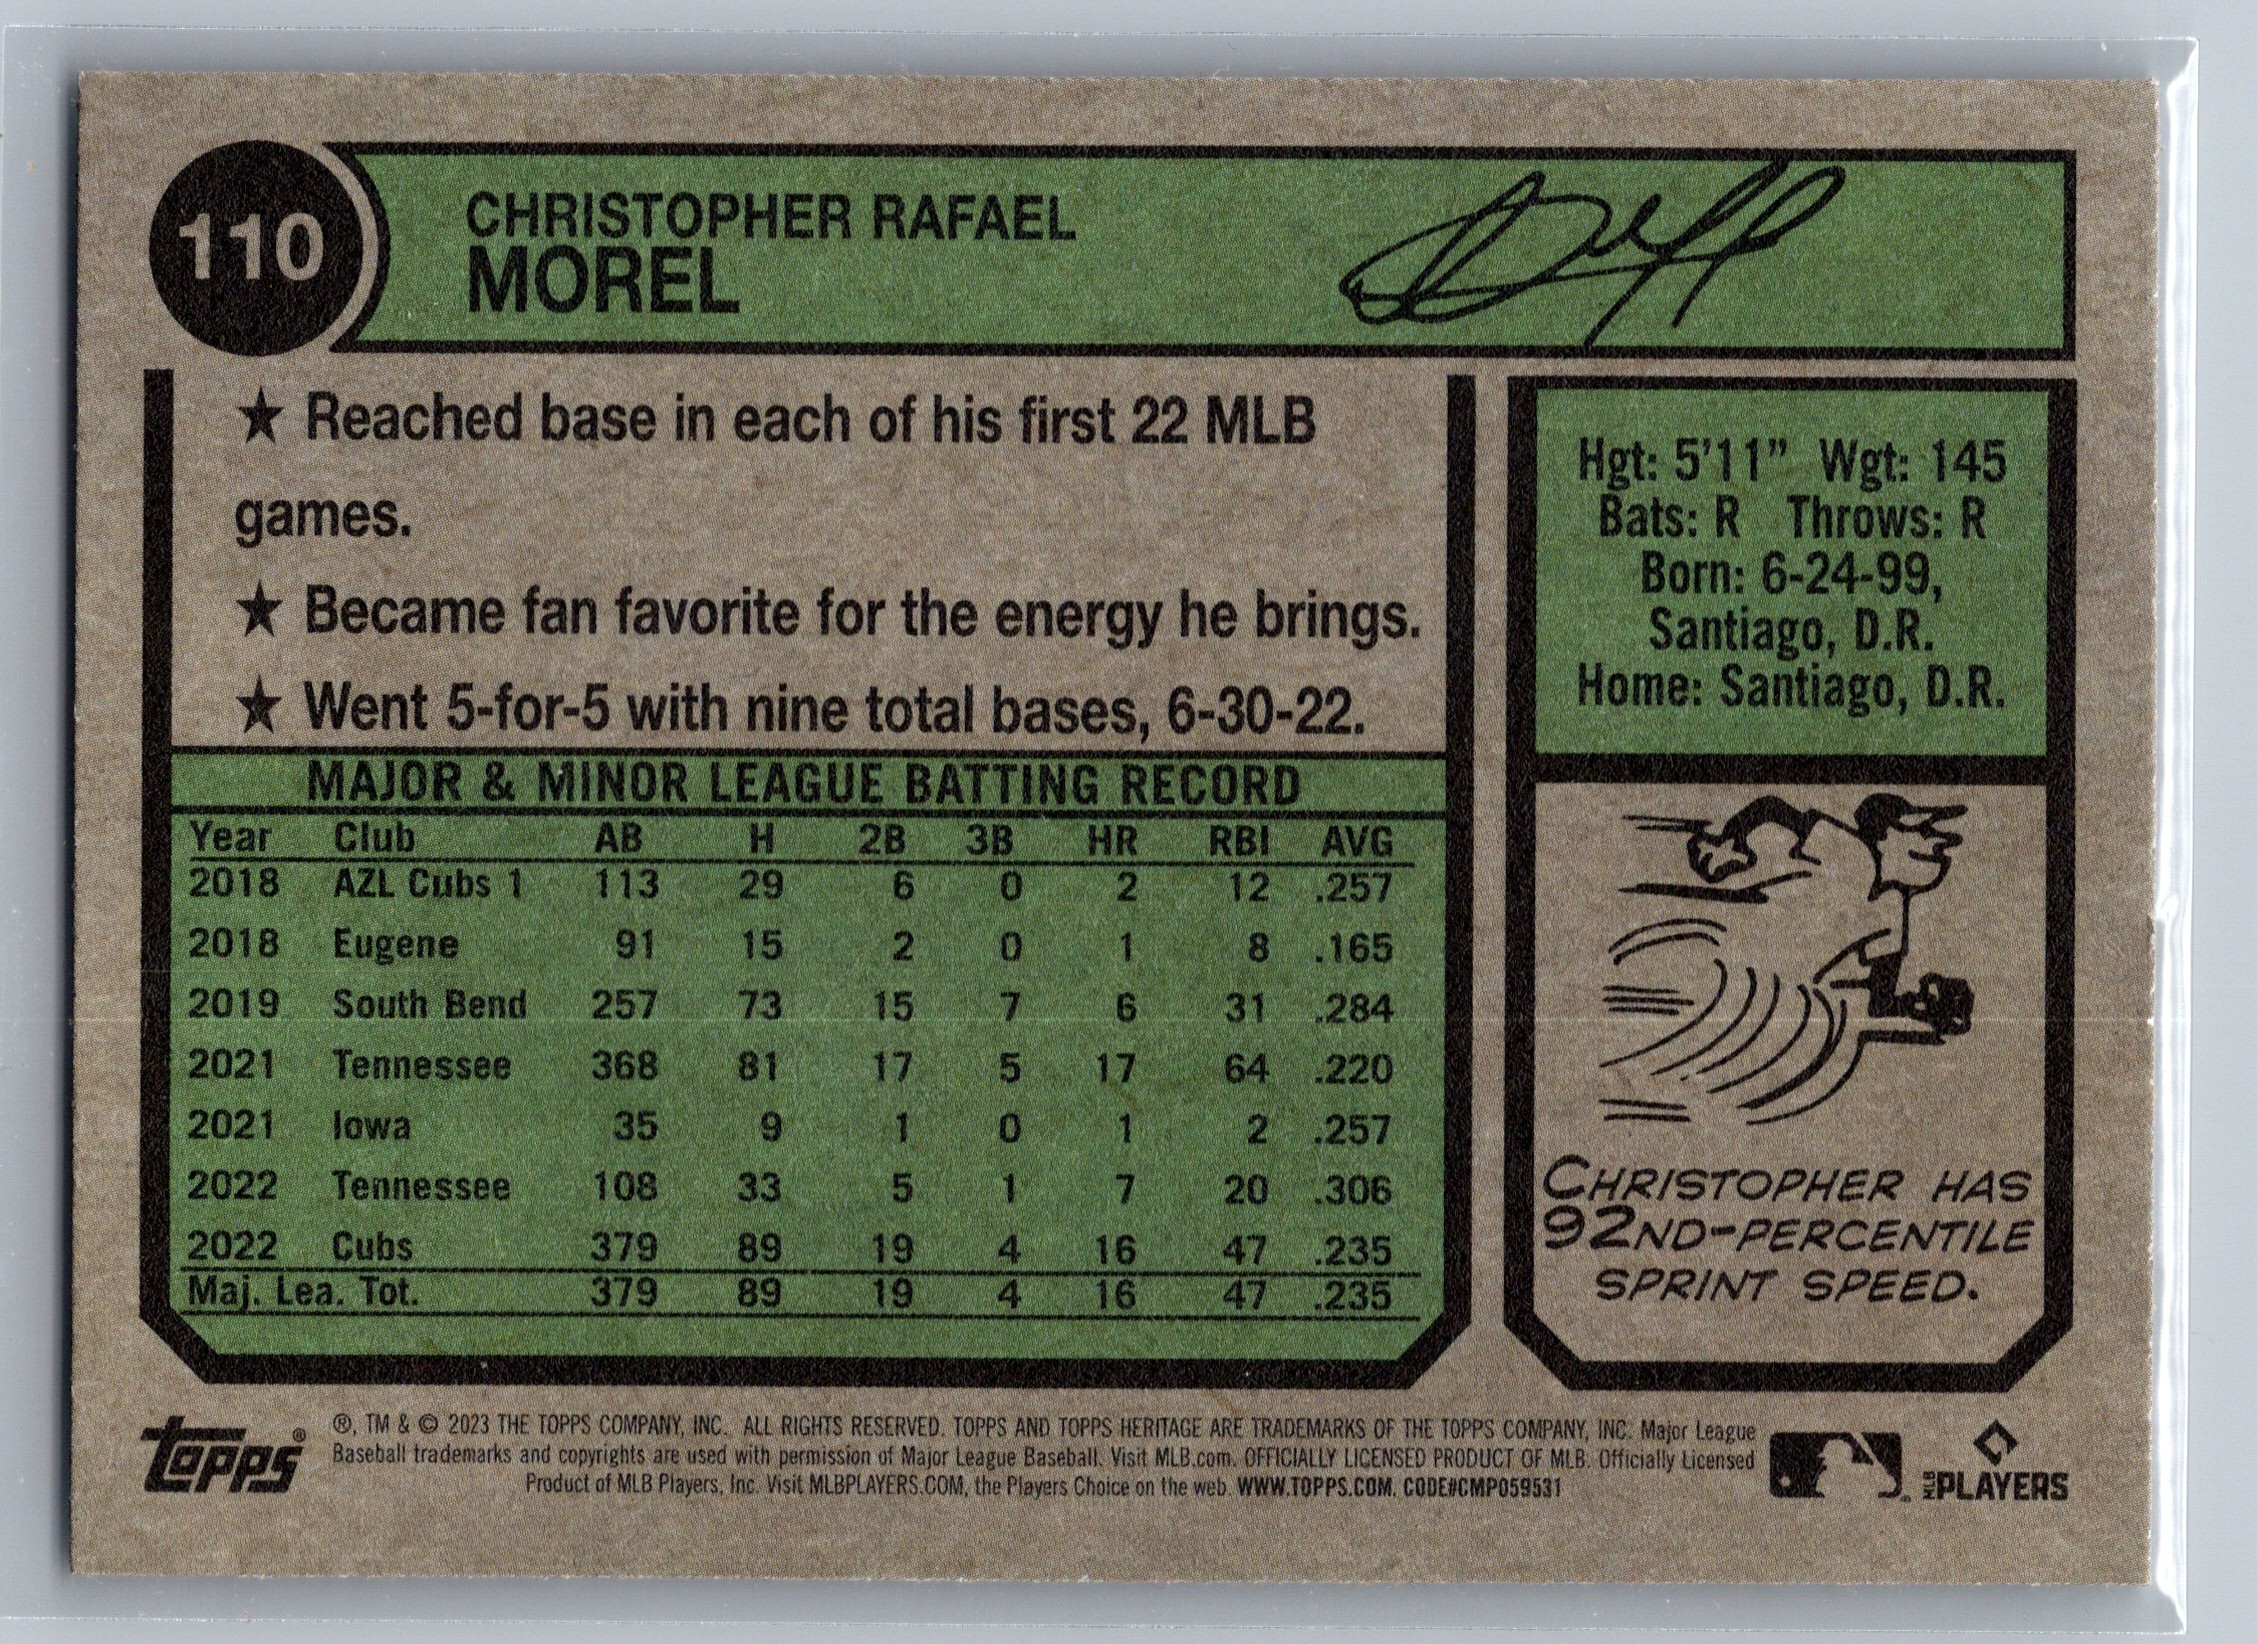 110
CHRISTOPHER RAFAEL
MOREL
★ Reached base in each of his first 22 MLB
games.
★ Became fan favorite for the energy he brings.
★ Went 5-for-5 with nine total bases, 6-30-22.
Hgt: 5'11” Wgt: 145
Bats: R Throws: R
Born: 6-24-99,
Santiago, D.R.
Home: Santiago, D.R.
MAJOR & MINOR LEAGUE BATTING RECORD
Year Club AB H 2B 3B HR RBI AVG
2018 AZL Cubs 1 113 29 6 0 2 12 .257
2018 Eugene 91 15 2 0 1 8 .165
2019 South Bend 257 73 15 7 6 31 .284
2021 Tennessee 368 81 17 5 17 64 .220
2021 Iowa 35 9 1 0 1 2 .257
2022 Tennessee 108 33 5 1 7 20 .306
2022 Cubs 379 89 19 4 16 47 .235
Maj. Lea. Tot. 379 89 19 4 16 47 .235
CHRISTOPHER HAS
92ND-PERCENTILE
SPRINT SPEED.
topps®
®, TM & © 2023 THE TOPPS COMPANY, INC. ALL RIGHTS RESERVED. TOPPS AND TOPPS HERITAGE ARE TRADEMARKS OF THE TOPPS COMPANY, INC. Major League
Baseball trademarks and copyrights are used with permission of Major League Baseball. Visit MLB.com. OFFICIALLY LICENSED PRODUCT OF MLB. Officially Licensed
Product of MLB Players, Inc. Visit MLBPLAYERS.COM, the Players Choice on the web. WWW.TOPPS.COM. CODE#CMP059531
MLB PLAYERS